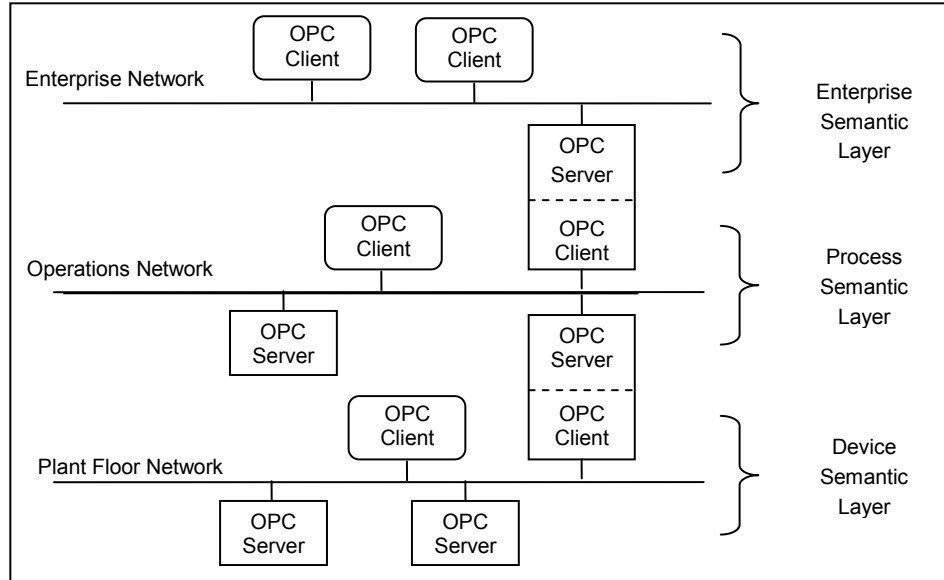 OPC
Client
OPC
Client
Enterprise Network
Enterprise
Semantic
Layer
OPC
Server
OPC
Client
OPC
Client
Operations Network
Process
Semantic
Layer
OPC
Server
OPC
Server
OPC
Client
OPC
Client
Plant Floor Network
Device
Semantic
Layer
OPC
Server
OPC
Server